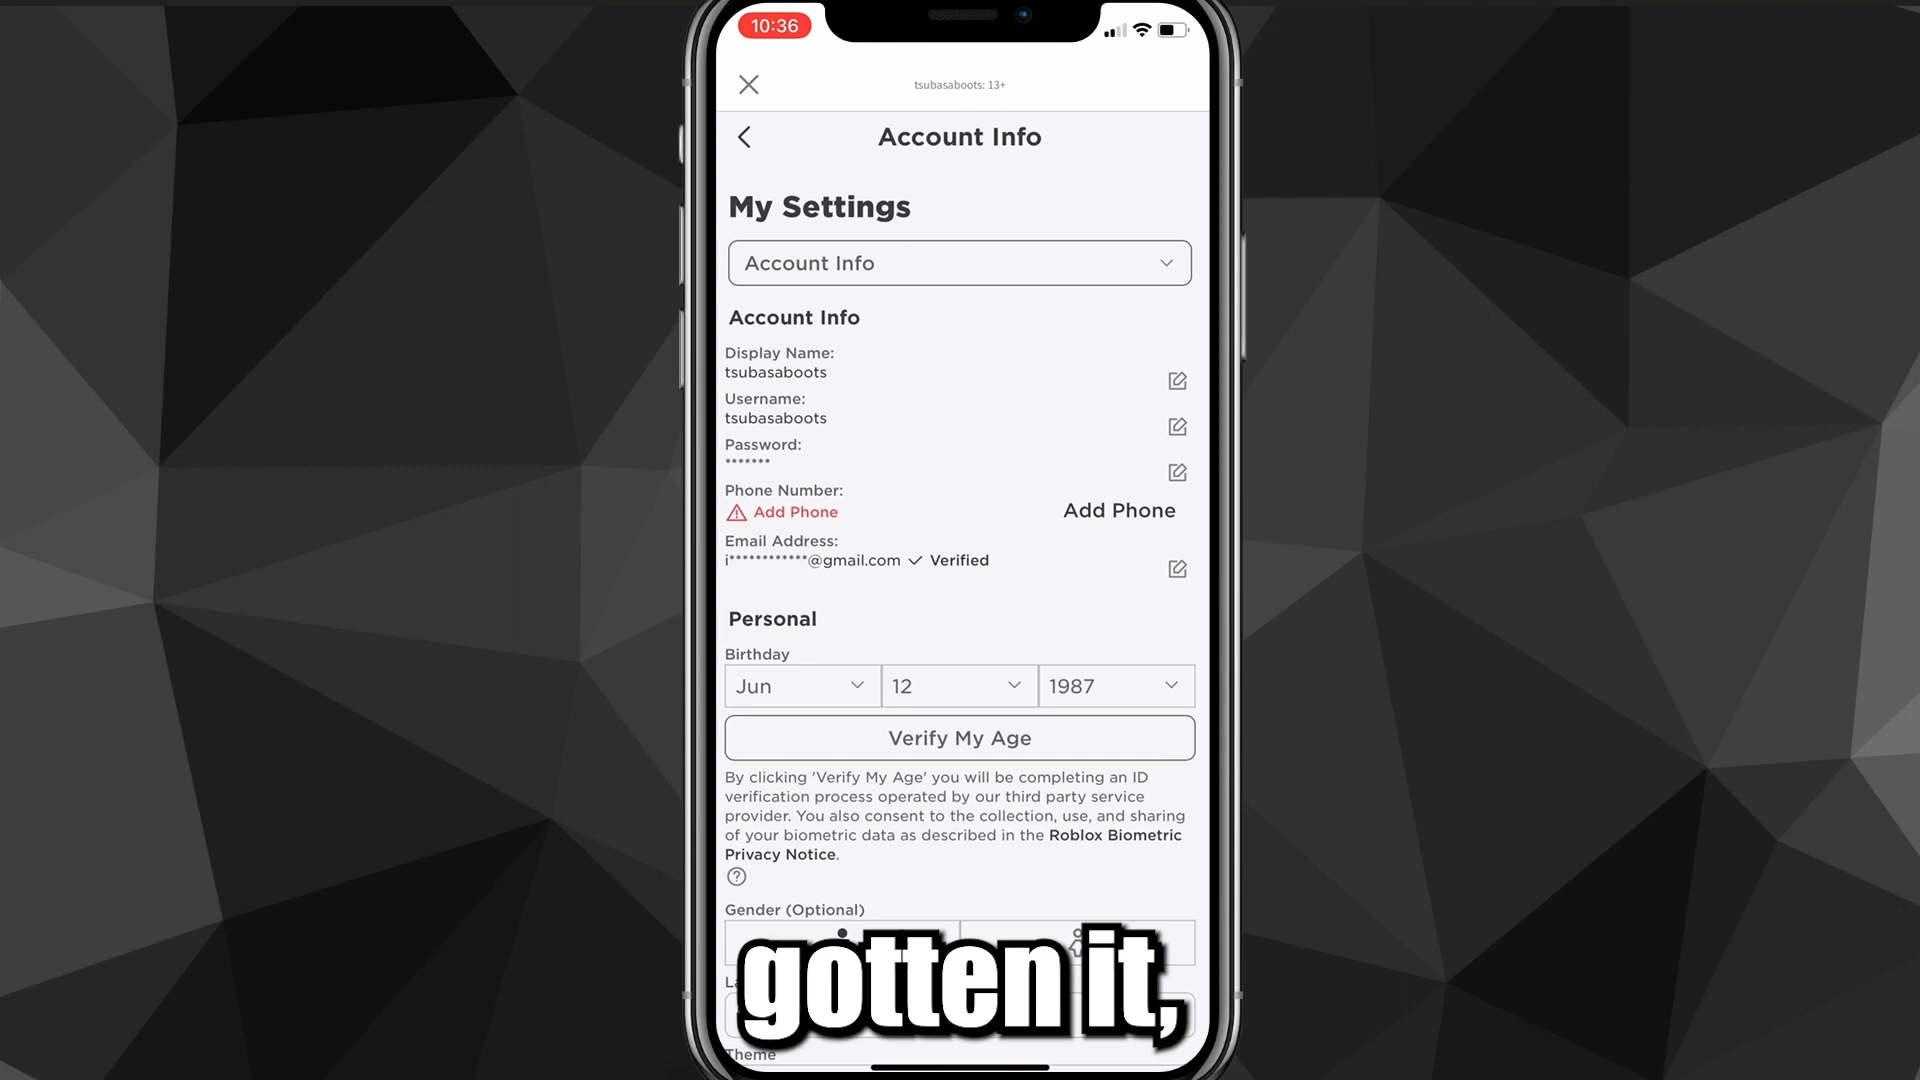 10:36
tsubasaboots: 13+
Account Info
My Settings
Account Info
Account Info
Display Name:
tsubasaboots
Username:
tsubasaboots
Password:
*******
Phone Number:
Add Phone
Add Phone
Email Address:
i************@gmail.com ✓ Verified
Personal
Birthday
Jun 12 1987
Verify My Age
By clicking 'Verify My Age' you will be completing an ID
verification process operated by our third party service
provider. You also consent to the collection, use, and sharing
of your biometric data as described in the Roblox Biometric
Privacy Notice.
Gender (Optional)
gotten it,
Theme